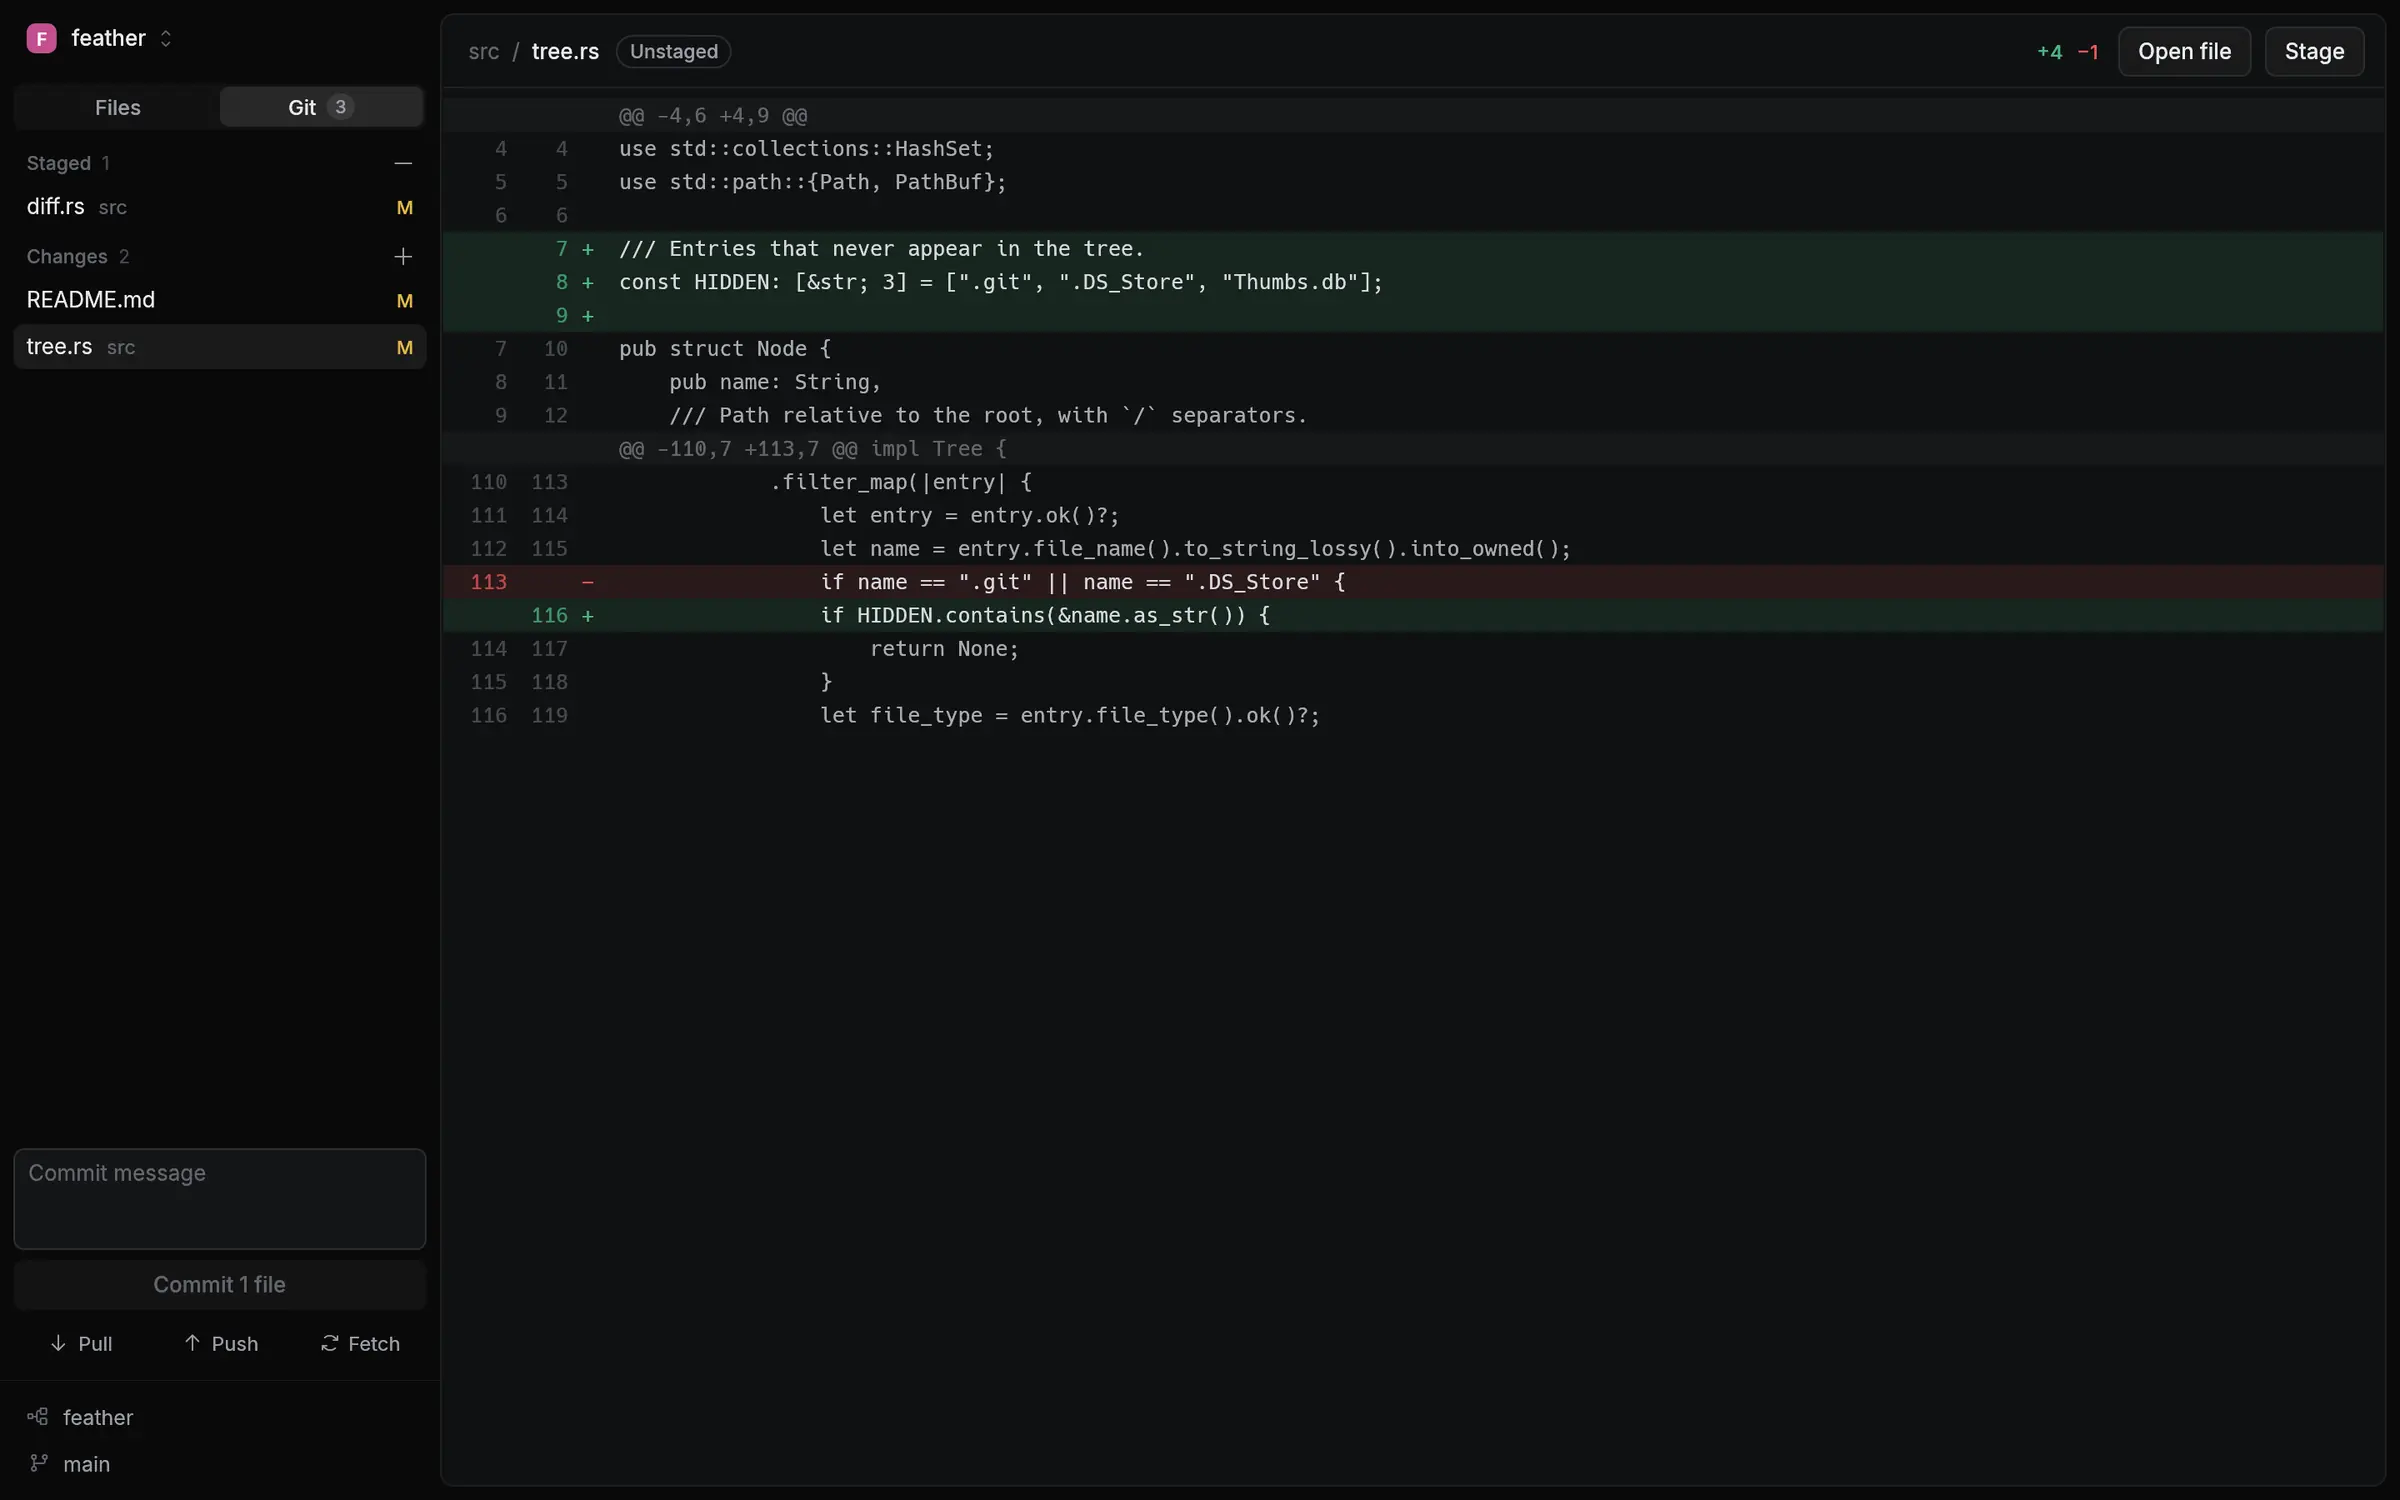 F feather
Files Git 3
Staged 1
diff.rs src M
Changes 2
README.md M
tree.rs src M
Commit message
Commit 1 file
Pull Push Fetch
feather
main
src / tree.rs Unstaged +4 −1 Open file Stage
@@ -4,6 +4,9 @@
4 4 use std::collections::HashSet;
5 5 use std::path::{Path, PathBuf};
6 6
7 + /// Entries that never appear in the tree.
8 + const HIDDEN: [&str; 3] = [".git", ".DS_Store", "Thumbs.db"];
9 +
7 10 pub struct Node {
8 11     pub name: String,
9 12     /// Path relative to the root, with `/` separators.
@@ -110,7 +113,7 @@ impl Tree {
110 113             .filter_map(|entry| {
111 114                 let entry = entry.ok()?;
112 115                 let name = entry.file_name().to_string_lossy().into_owned();
113 −                 if name == ".git" || name == ".DS_Store" {
116 +                 if HIDDEN.contains(&name.as_str()) {
114 117                     return None;
115 118                 }
116 119                 let file_type = entry.file_type().ok()?;